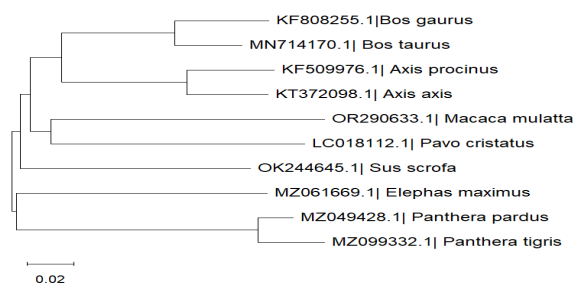 KF808255.1|Bos gaurus
MN714170.1| Bos taurus
KF509976.1| Axis procinus
KT372098.1| Axis axis
OR290633.1| Macaca mulatta
LC018112.1| Pavo cristatus
OK244645.1| Sus scrofa
MZ061669.1| Elephas maximus
MZ049428.1| Panthera pardus
MZ099332.1| Panthera tigris
0.02